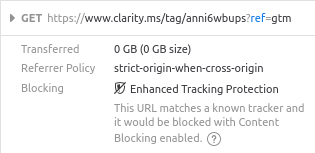 GET https://www.clarity.ms/tag/anni6wbups?ref=gtm
Transferred 0 GB (0 GB size)
Referrer Policy strict-origin-when-cross-origin
Blocking Enhanced Tracking Protection
This URL matches a known tracker and
it would be blocked with Content
Blocking enabled. ?